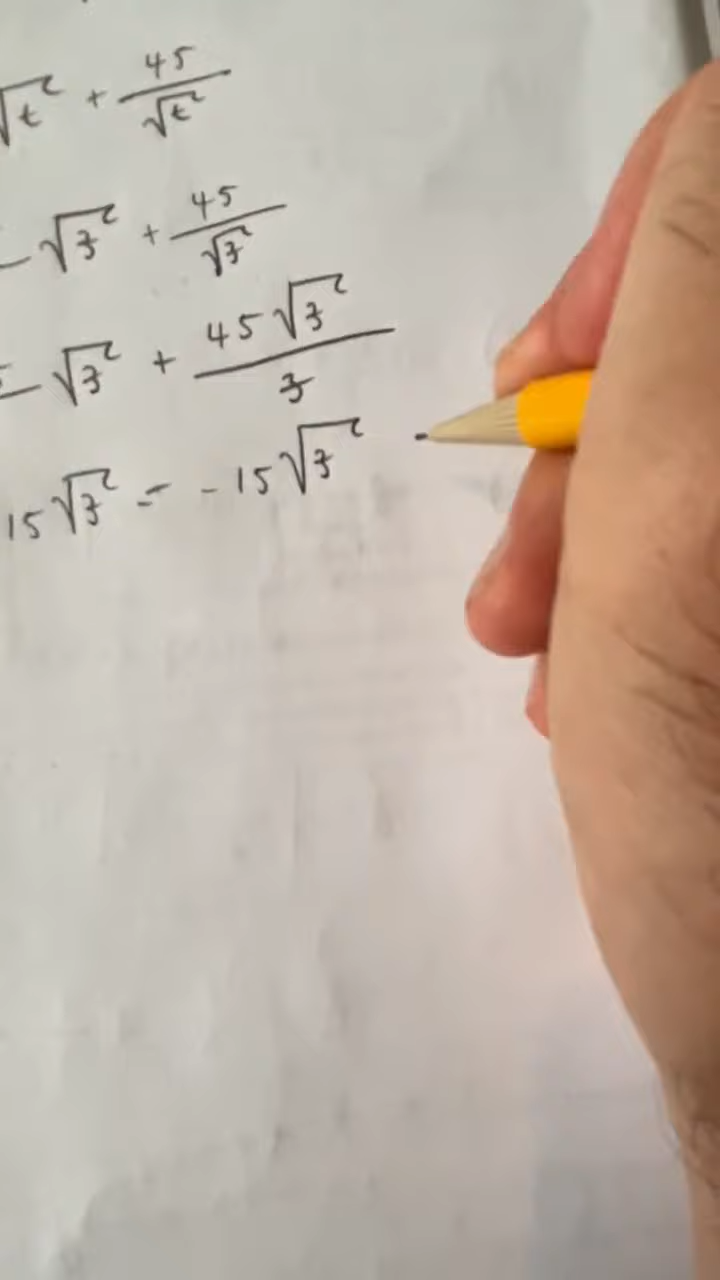 √t² + 45/√t²
- √3² + 45/√3²
- √3² + 45√3²/3
15√3² = -15√3² -